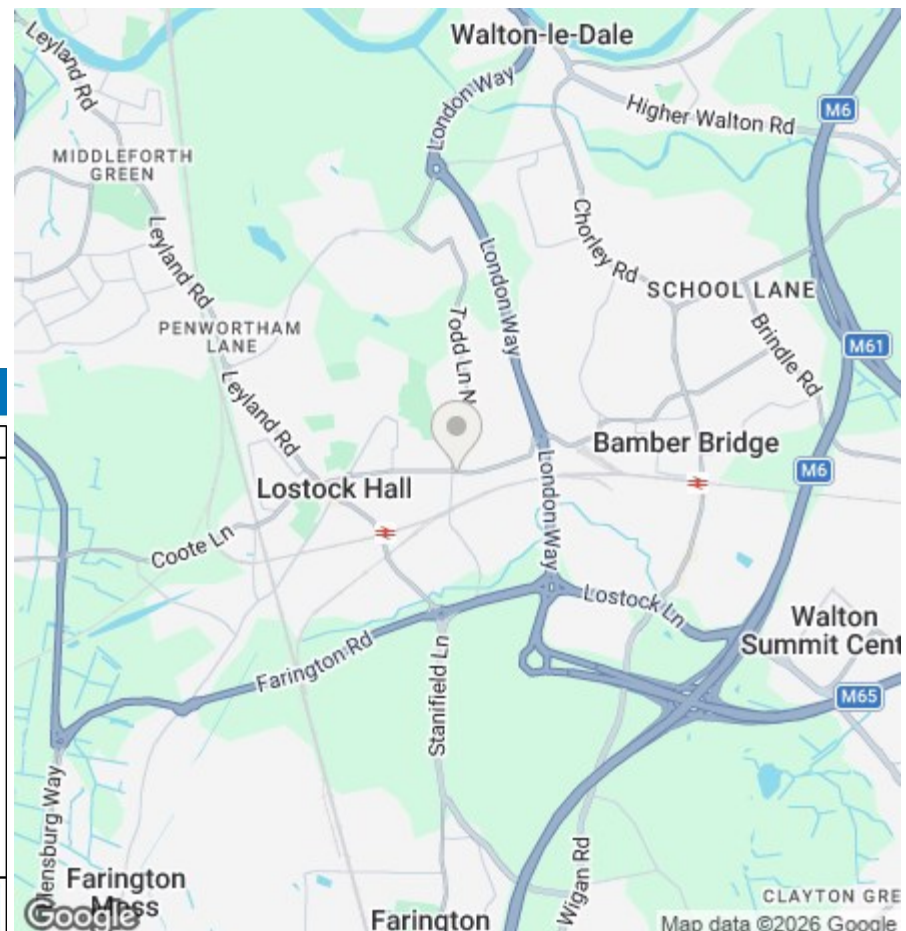 Walton-le-Dale
Leyland Rd
London Way
M6
Higher Walton Rd
MIDDLEFORTH
GREEN
Leyland Rd
Chorley Rd
London Way
SCHOOL LANE
PENWORTHAM
LANE
Todd Ln N
Brindle Rd
M61
Leyland Rd
Bamber Bridge
M6
Lostock Hall
London Way
Coote Ln
Lostock Ln
Walton
Summit Cent
Farington Rd
M65
Stanifield Ln
lensburg Way
Wigan Rd
Farington
Moss
CLAYTON GRE
Google
Farington
Map data ©2026 Google